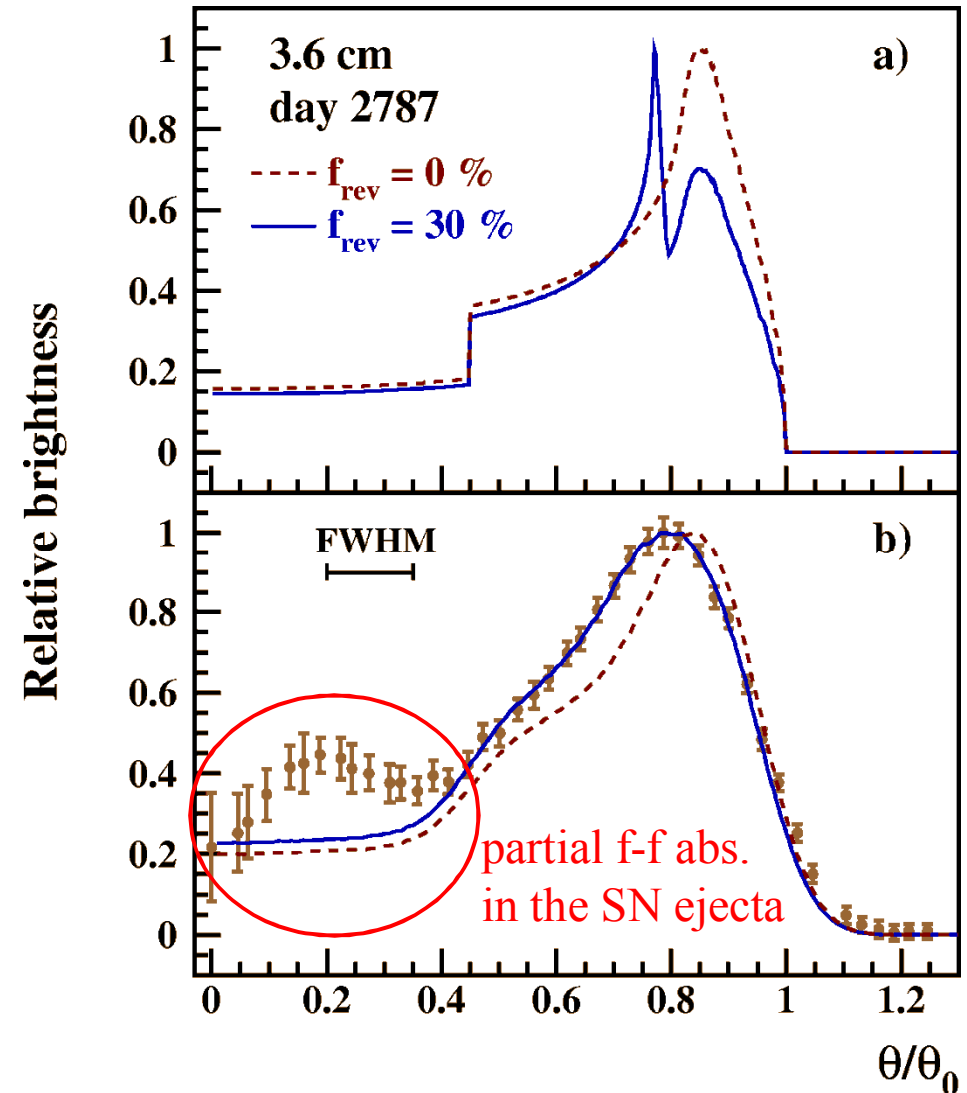 3.6 cm
day 2787
a)
f_rev = 0 %
f_rev = 30 %
1
0.8
0.6
0.4
0.2
0
Relative brightness
FWHM
b)
1
0.8
0.6
0.4
0.2
0
partial f-f abs.
in the SN ejecta
0 0.2 0.4 0.6 0.8 1 1.2
θ/θ₀